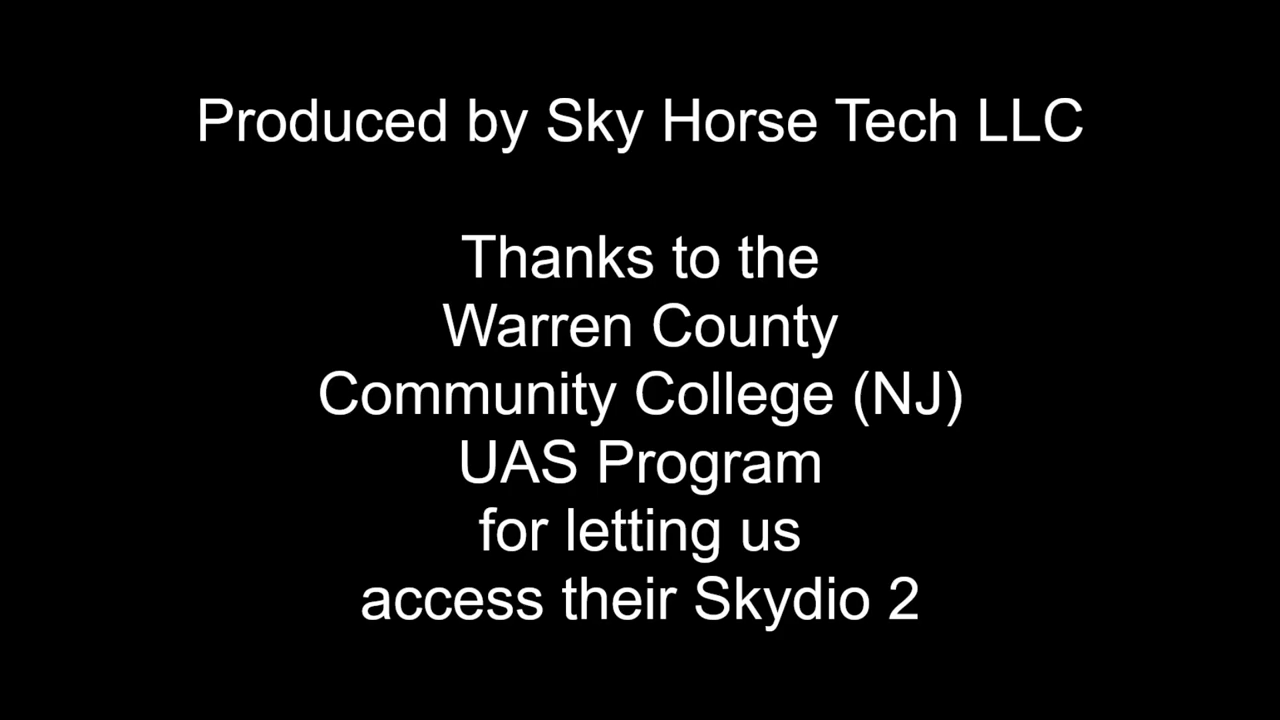 Produced by Sky Horse Tech LLC
Thanks to the
Warren County
Community College (NJ)
UAS Program
for letting us
access their Skydio 2